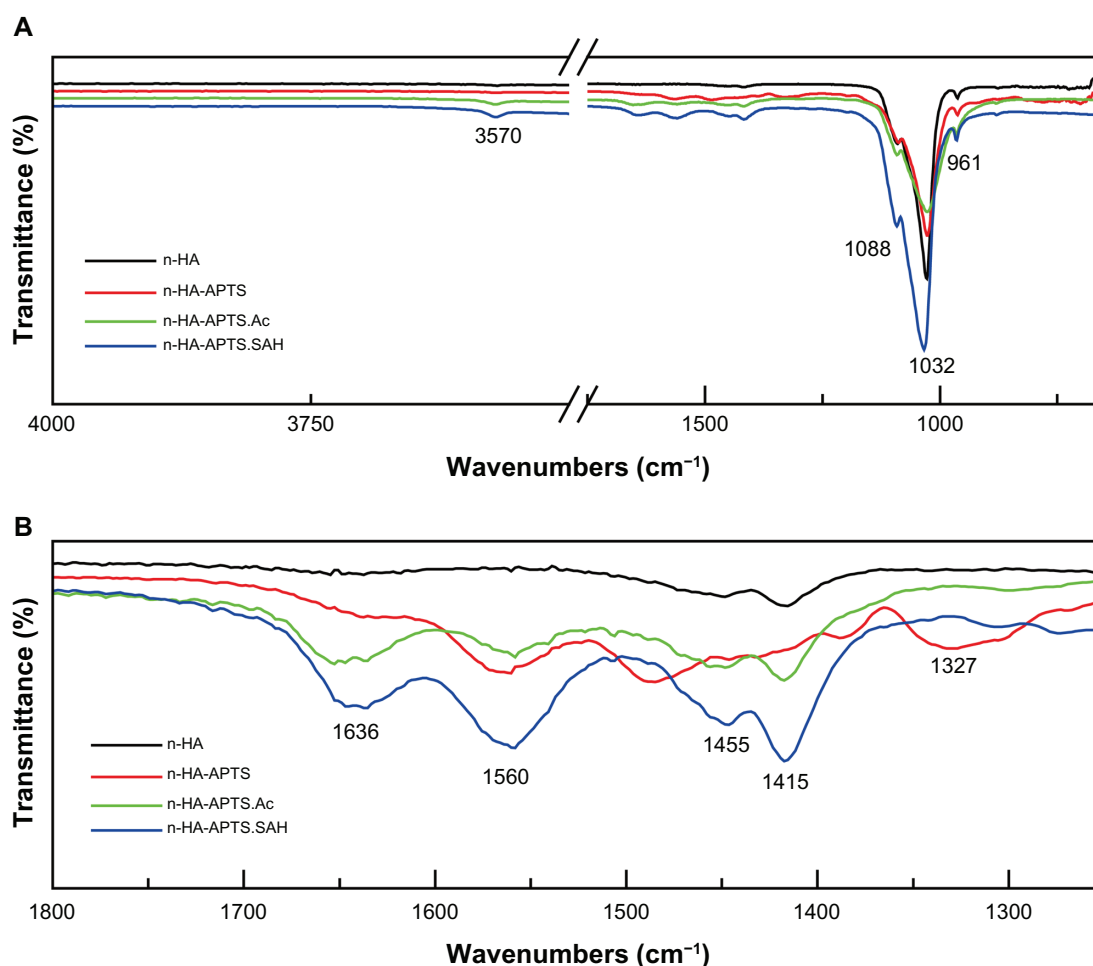 A
Transmittance (%)
3570
1088
961
1032
n-HA
n-HA-APTS
n-HA-APTS.Ac
n-HA-APTS.SAH
4000 3750 1500 1000
Wavenumbers (cm⁻¹)
B
Transmittance (%)
1636
1560
1455
1415
1327
n-HA
n-HA-APTS
n-HA-APTS.Ac
n-HA-APTS.SAH
1800 1700 1600 1500 1400 1300
Wavenumbers (cm⁻¹)